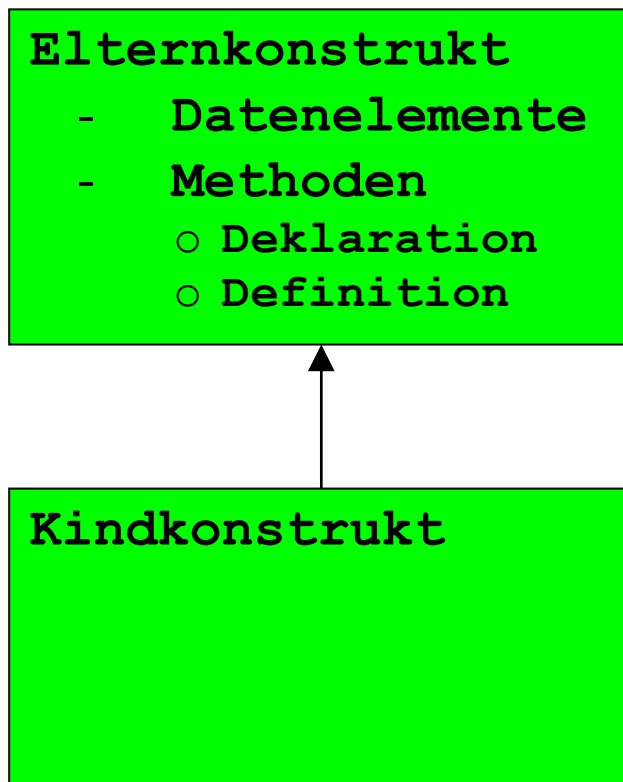 Elternkonstrukt
- Datenelemente
- Methoden
○ Deklaration
○ Definition
Kindkonstrukt